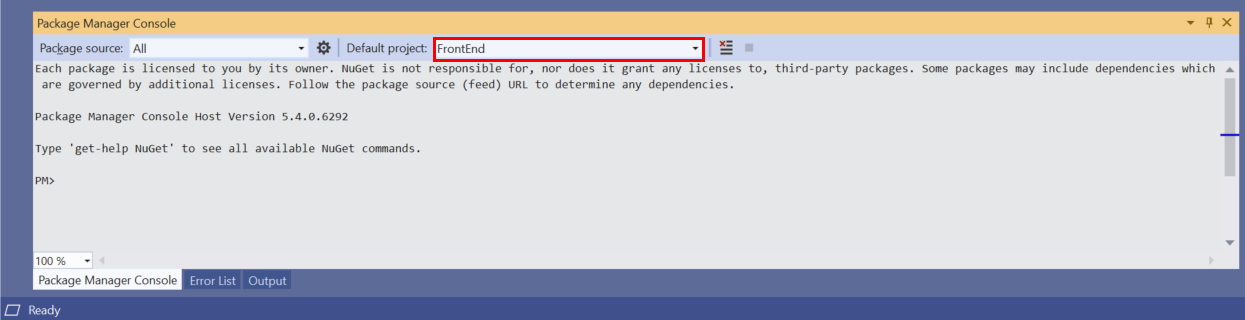 Package Manager Console
Package source: All Default project: FrontEnd
Each package is licensed to you by its owner. NuGet is not responsible for, nor does it grant any licenses to, third-party packages. Some packages may include dependencies which
are governed by additional licenses. Follow the package source (feed) URL to determine any dependencies.
Package Manager Console Host Version 5.4.0.6292
Type 'get-help NuGet' to see all available NuGet commands.
PM>
100 %
Package Manager Console Error List Output
Ready